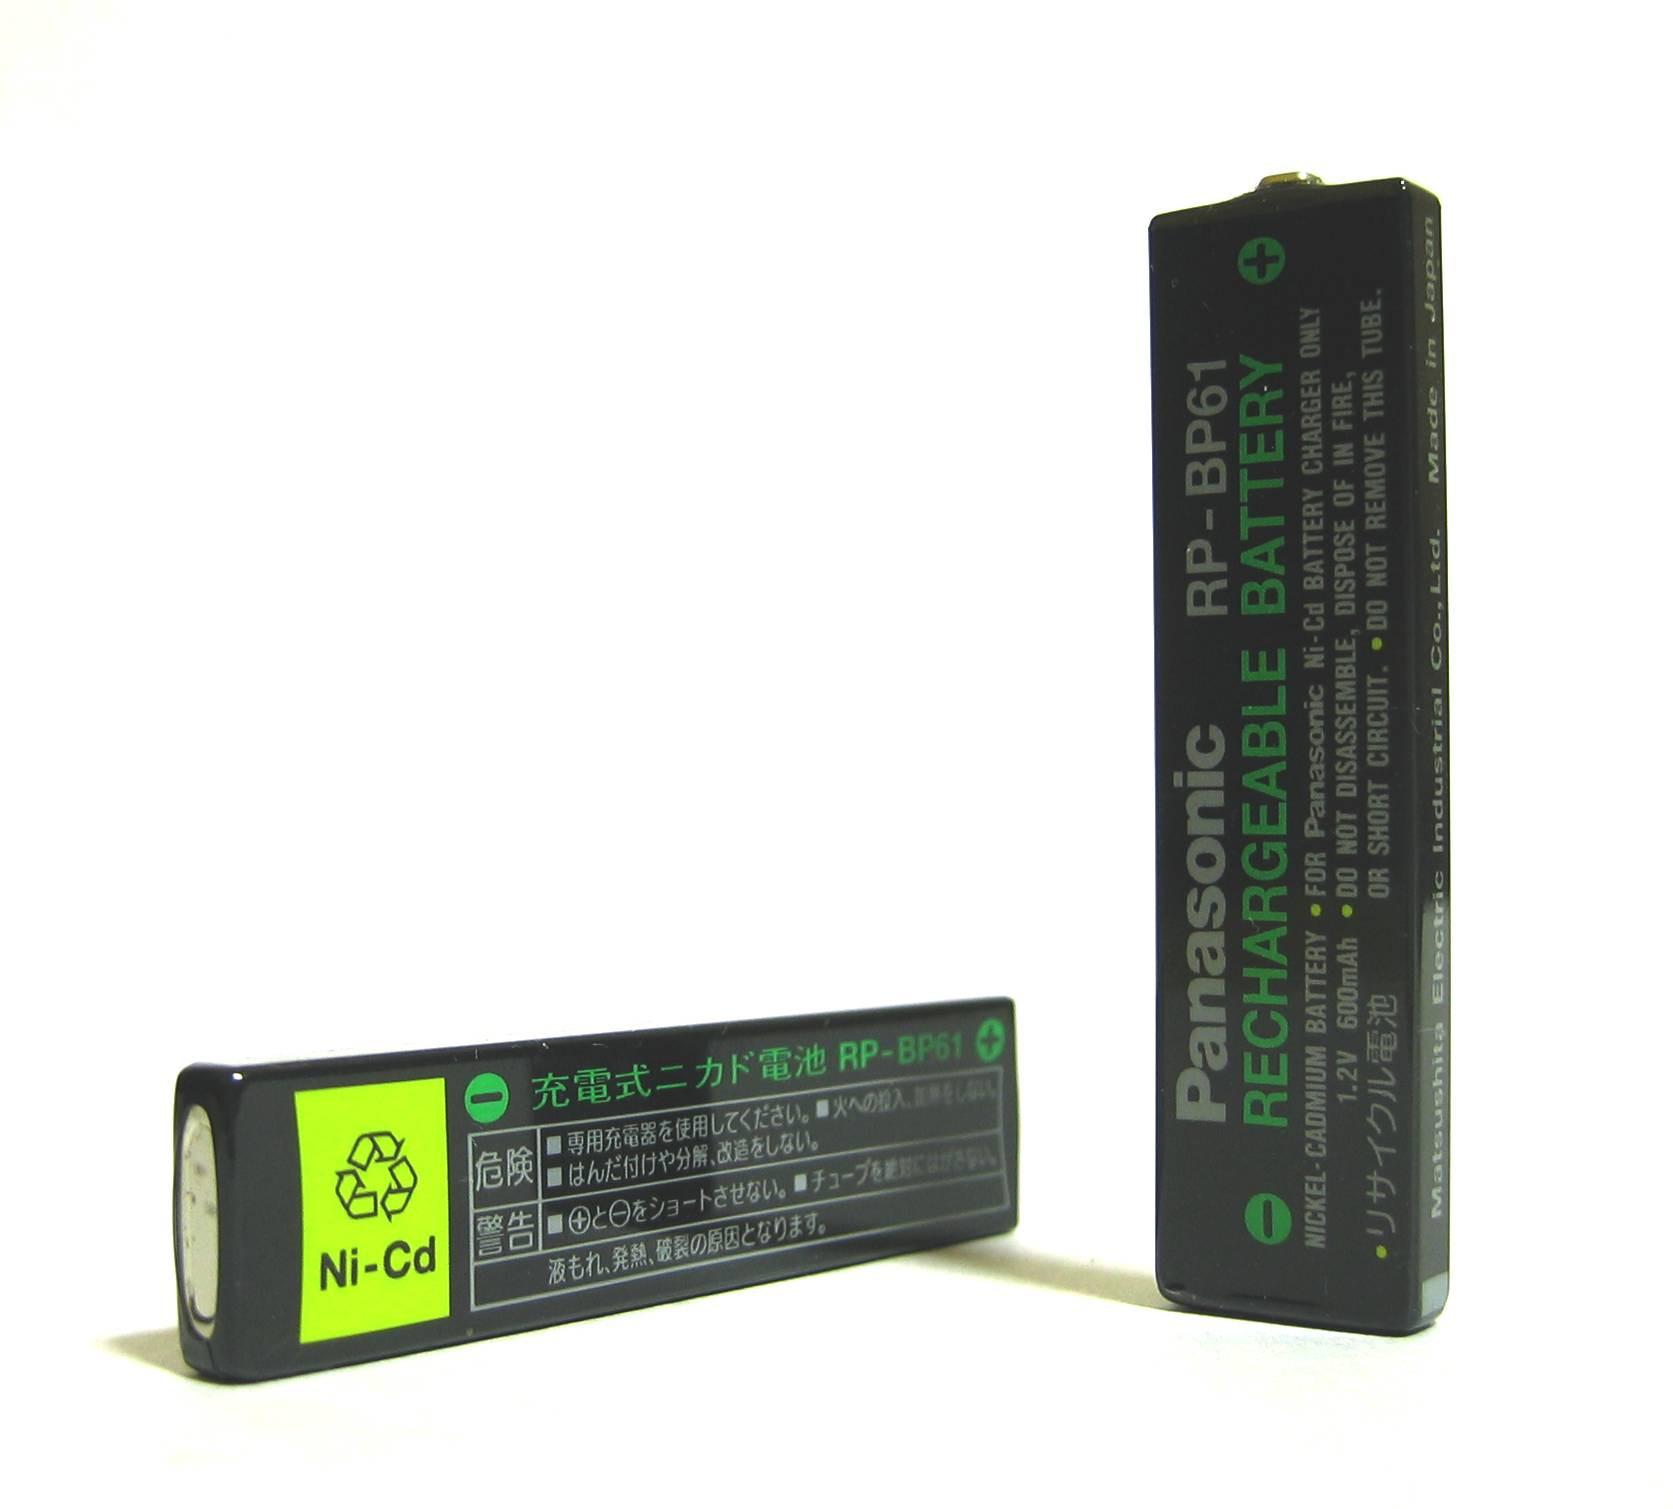 Ni-Cd
充電式ニカド電池 RP-BP61
危険
■専用充電器を使用してください。■火への投入、加熱をしない。
■はんだ付けや分解、改造をしない。
警告
■⊕と⊖をショートさせない。■チューブを絶対にはがさない。
液もれ、発熱、破裂の原因となります。
Panasonic RP-BP61
RECHARGEABLE BATTERY
NICKEL-CADMIUM BATTERY •FOR Panasonic Ni-Cd BATTERY CHARGER ONLY
1.2V 600mAh •DO NOT DISASSEMBLE, DISPOSE OF IN FIRE,
•リサイクル電池 OR SHORT CIRCUIT. •DO NOT REMOVE THIS TUBE.
Matsushita Electric Industrial Co.,Ltd. Made in Japan